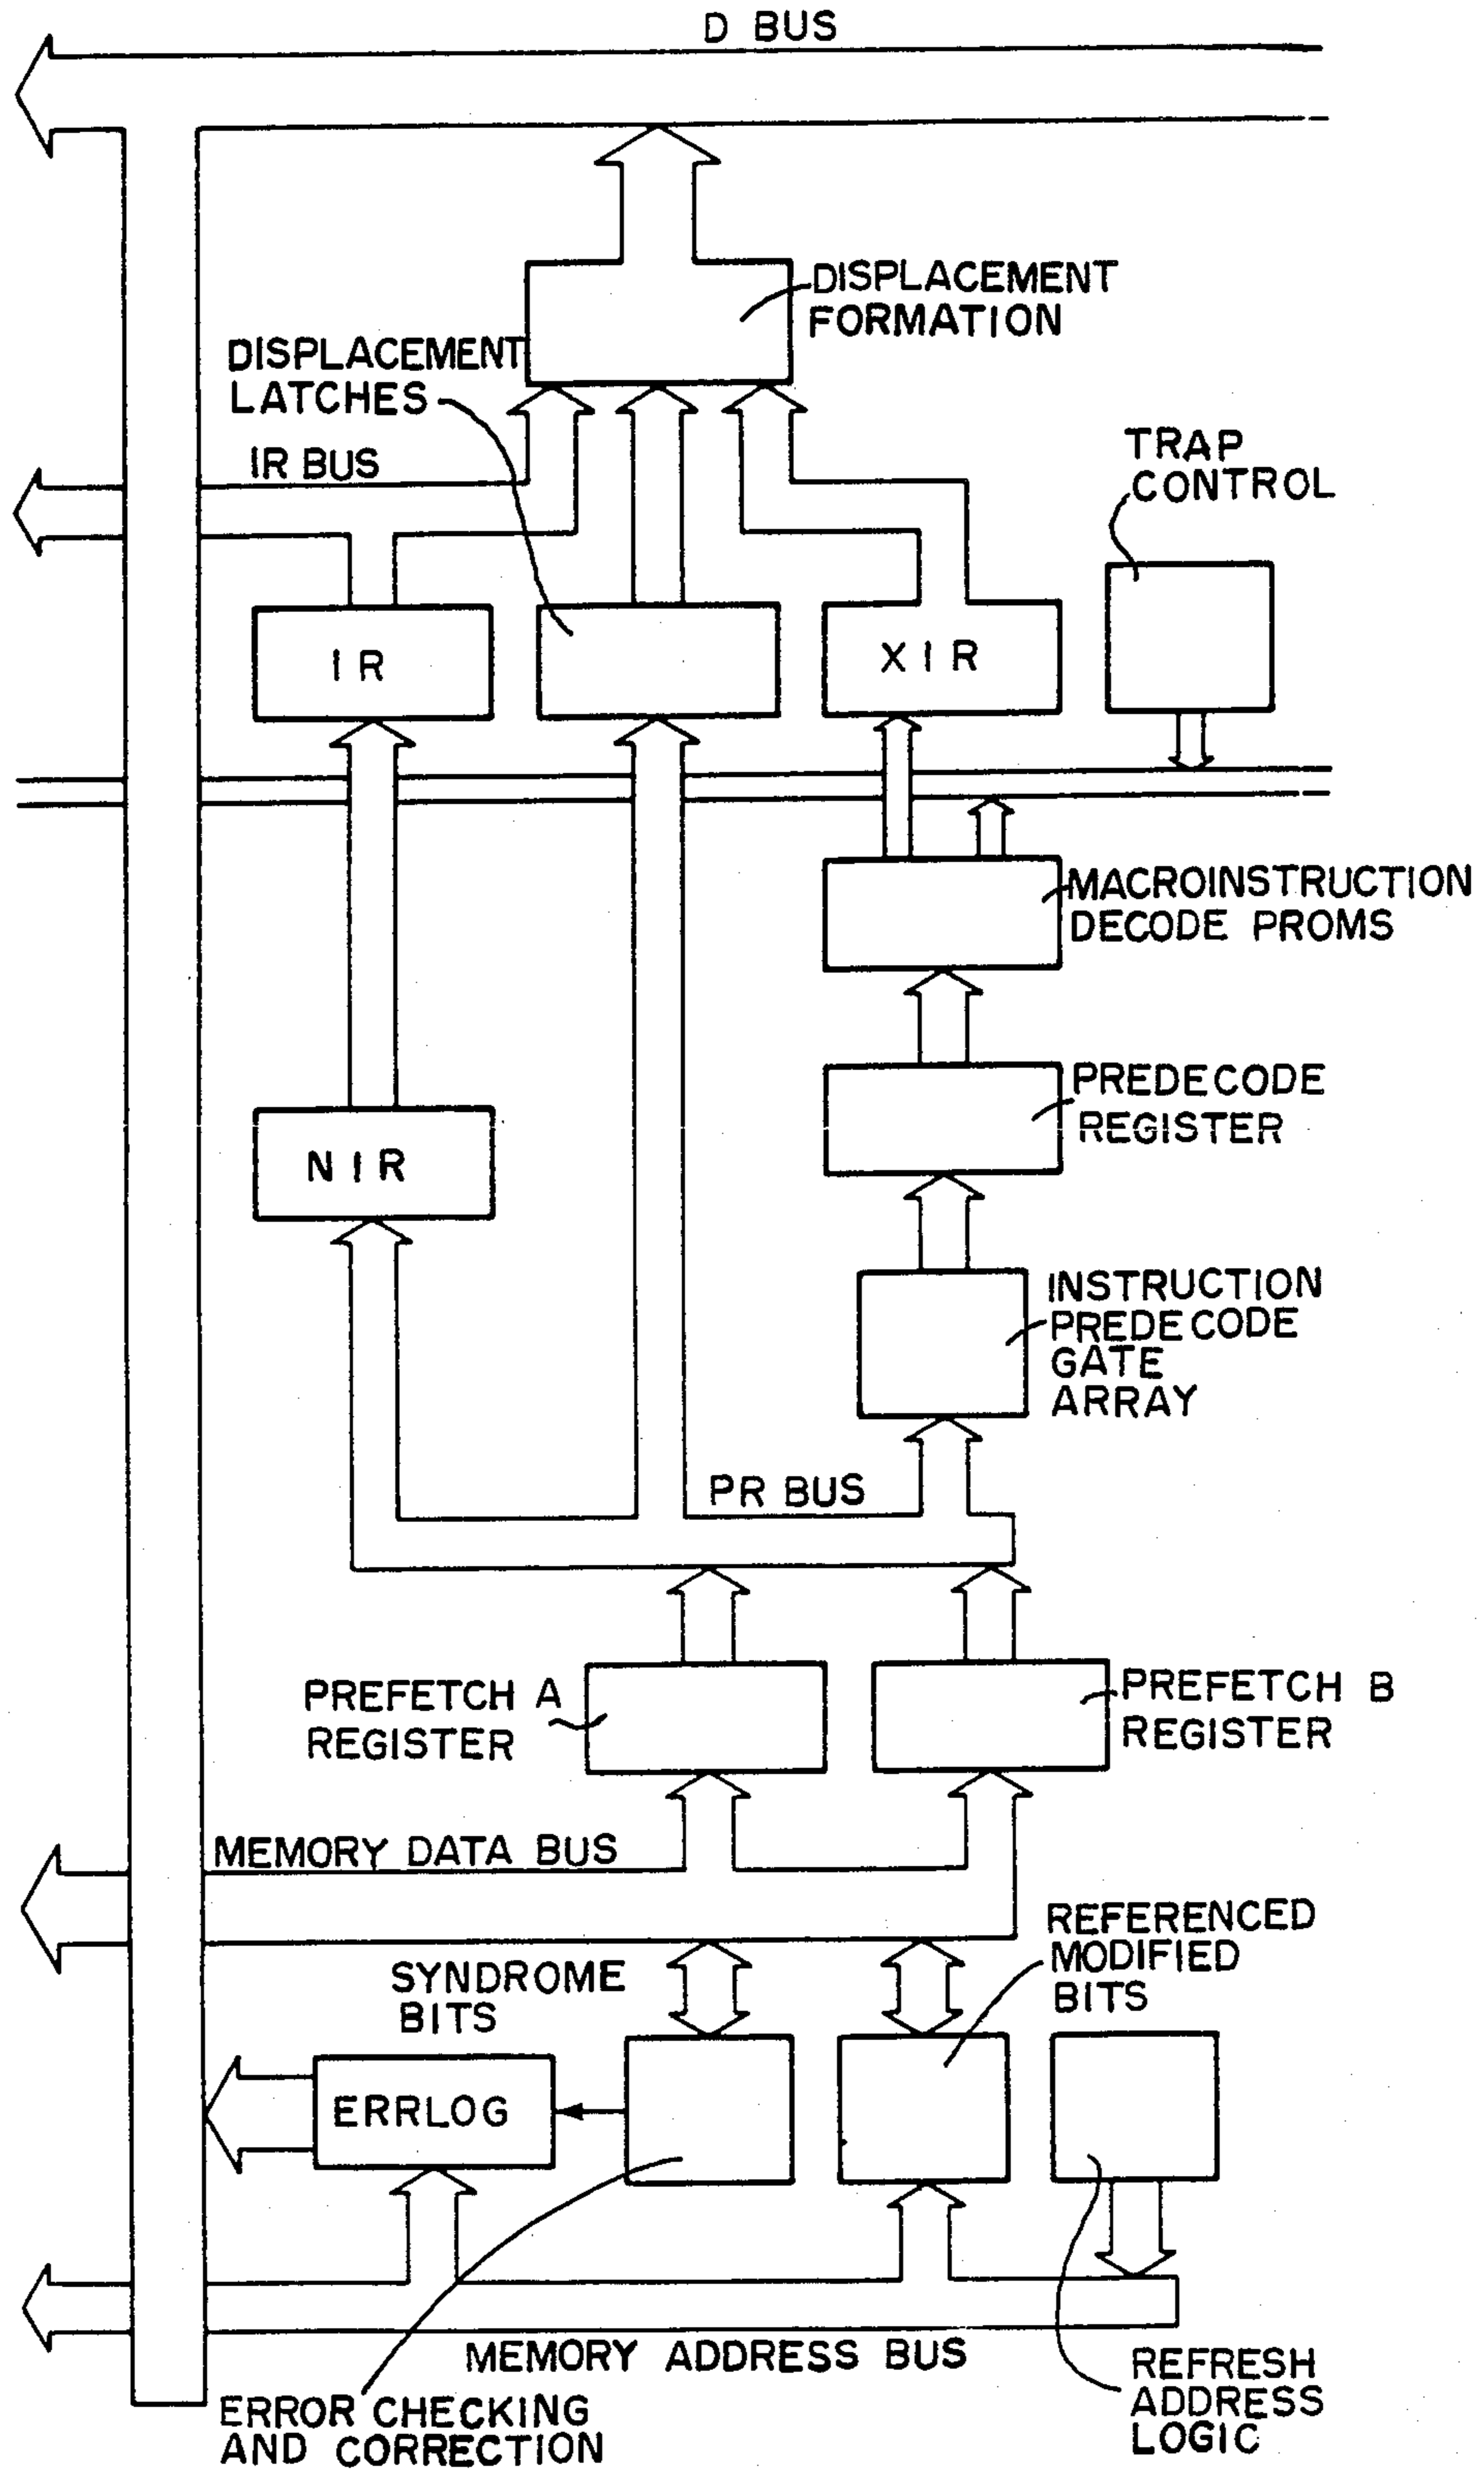 D BUS
DISPLACEMENT
FORMATION
DISPLACEMENT
LATCHES
IR BUS
TRAP
CONTROL
IR
XIR
MACROINSTRUCTION
DECODE PROMS
PREDECODE
REGISTER
NIR
INSTRUCTION
PREDECODE
GATE
ARRAY
PR BUS
PREFETCH A
REGISTER
PREFETCH B
REGISTER
MEMORY DATA BUS
REFERENCED
MODIFIED
BITS
SYNDROME
BITS
ERRLOG
MEMORY ADDRESS BUS
REFRESH
ADDRESS
LOGIC
ERROR CHECKING
AND CORRECTION